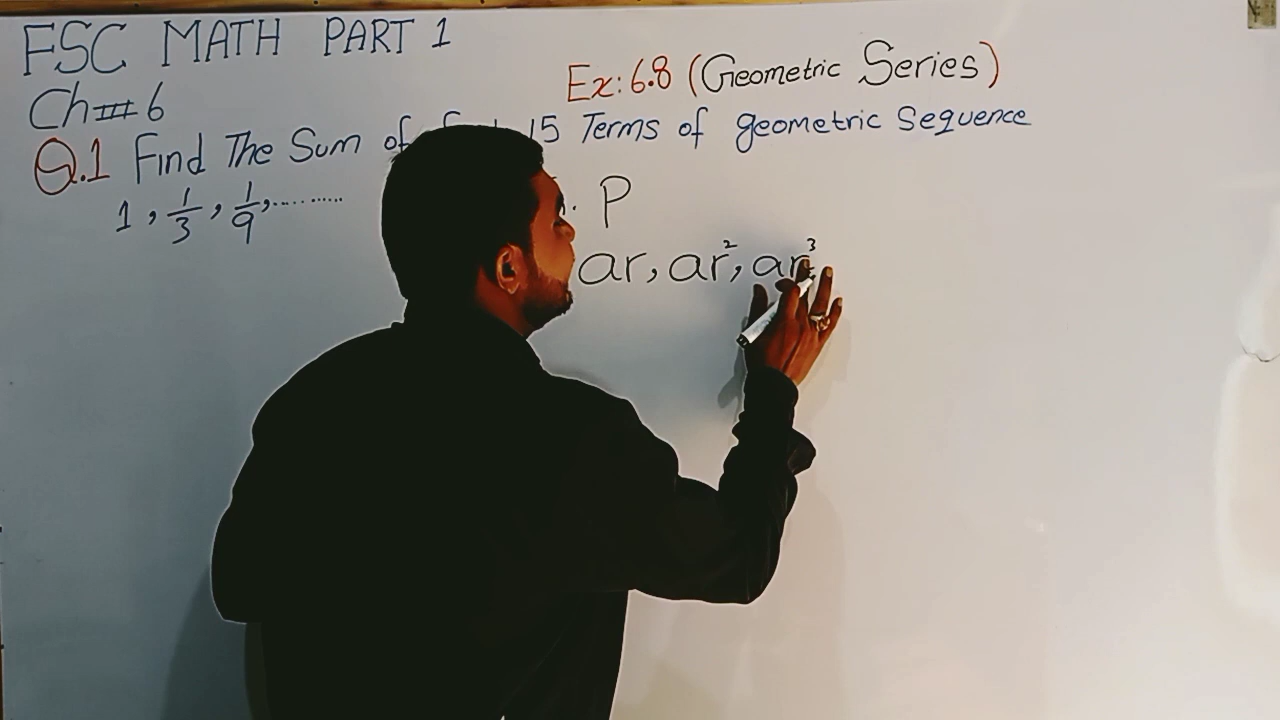 FSC MATH PART 1
Ex: 6.8 (Geometric Series)
Ch # 6
Q.1 Find The Sum of 15 Terms of geometric Sequence
1, 1/3, 1/9, ..........
. P
ar, ar², ar³